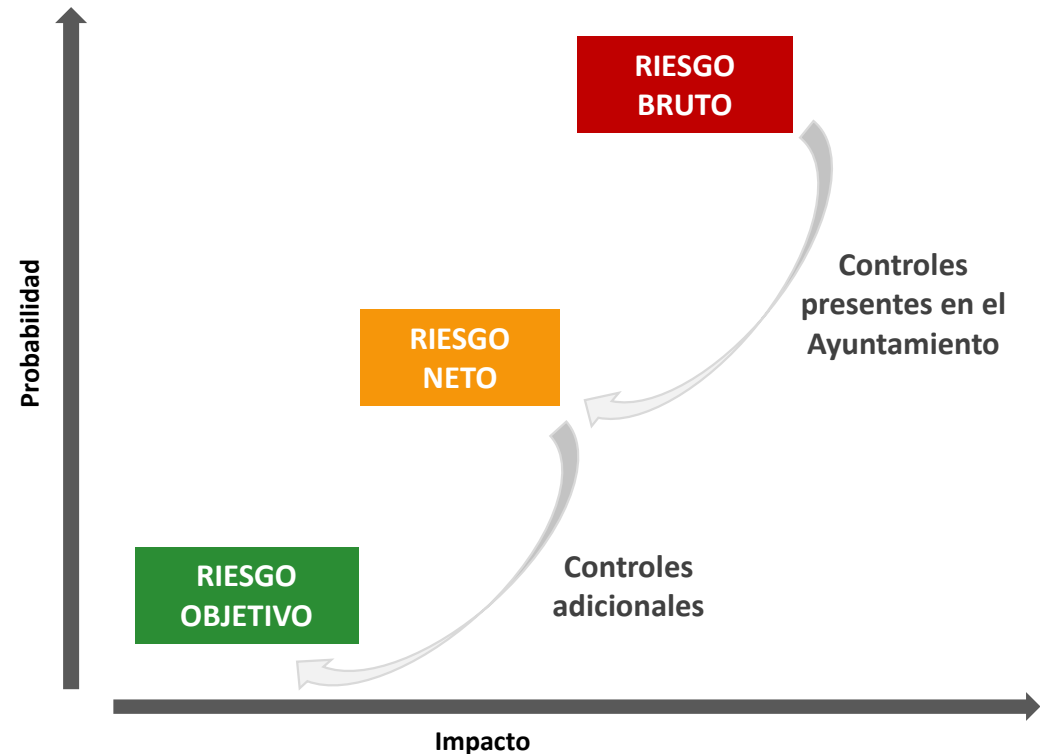 RIESGO
BRUTO
Controles
presentes en el
Ayuntamiento
Probabilidad
RIESGO
NETO
Controles
adicionales
RIESGO
OBJETIVO
Impacto